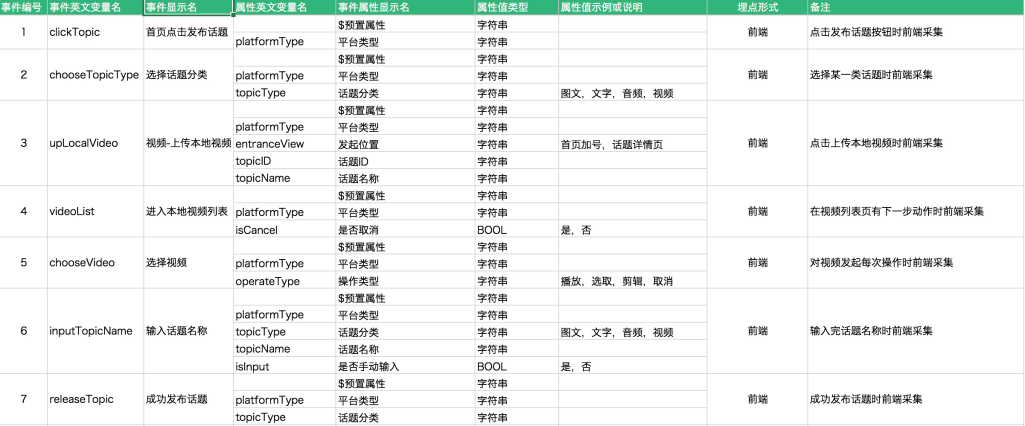 事件编号 事件英文变量名 事件显示名 属性英文变量名 事件属性显示名 属性值类型 属性值示例或说明 埋点形式 备注
$预置属性 字符串
1 clickTopic 首页点击发布话题 platformType 平台类型 字符串 前端 点击发布话题按钮时前端采集
$预置属性 字符串
2 chooseTopicType 选择话题分类 platformType 平台类型 字符串 前端 选择某一类话题时前端采集
topicType 话题分类 字符串 图文，文字，音频，视频
$预置属性 字符串
platformType 平台类型 字符串
3 upLocalVideo 视频-上传本地视频 entranceView 发起位置 字符串 首页加号，话题详情页 前端 点击上传本地视频时前端采集
topicID 话题ID 字符串
topicName 话题名称 字符串
$预置属性 字符串
4 videoList 进入本地视频列表 platformType 平台类型 字符串 前端 在视频列表页有下一步动作时前端采集
isCancel 是否取消 BOOL 是，否
$预置属性 字符串
5 chooseVideo 选择视频 platformType 平台类型 字符串 前端 对视频发起每次操作时前端采集
operateType 操作类型 字符串 播放，选取，剪辑，取消
$预置属性 字符串
platformType 平台类型 字符串
6 inputTopicName 输入话题名称 topicType 话题分类 字符串 图文，文字，音频，视频 前端 输入完话题名称时前端采集
topicName 话题名称 字符串
isInput 是否手动输入 BOOL 是，否
$预置属性 字符串
7 releaseTopic 成功发布话题 platformType 平台类型 字符串 前端 成功发布话题时前端采集
topicType 话题分类 字符串